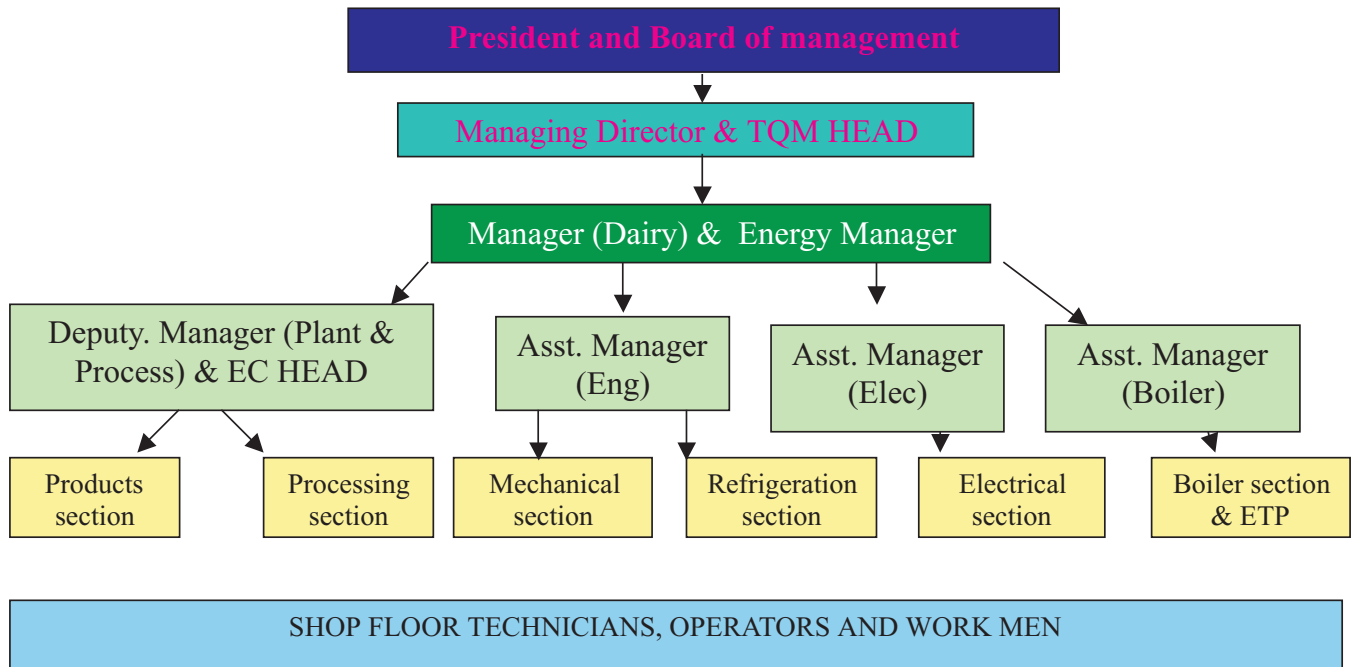 President and Board of management
Managing Director & TQM HEAD
Manager (Dairy) & Energy Manager
Deputy. Manager (Plant &
Process) & EC HEAD
Asst. Manager
(Eng)
Asst. Manager
(Elec)
Asst. Manager
(Boiler)
Products
section
Processing
section
Mechanical
section
Refrigeration
section
Electrical
section
Boiler section
& ETP
SHOP FLOOR TECHNICIANS, OPERATORS AND WORK MEN